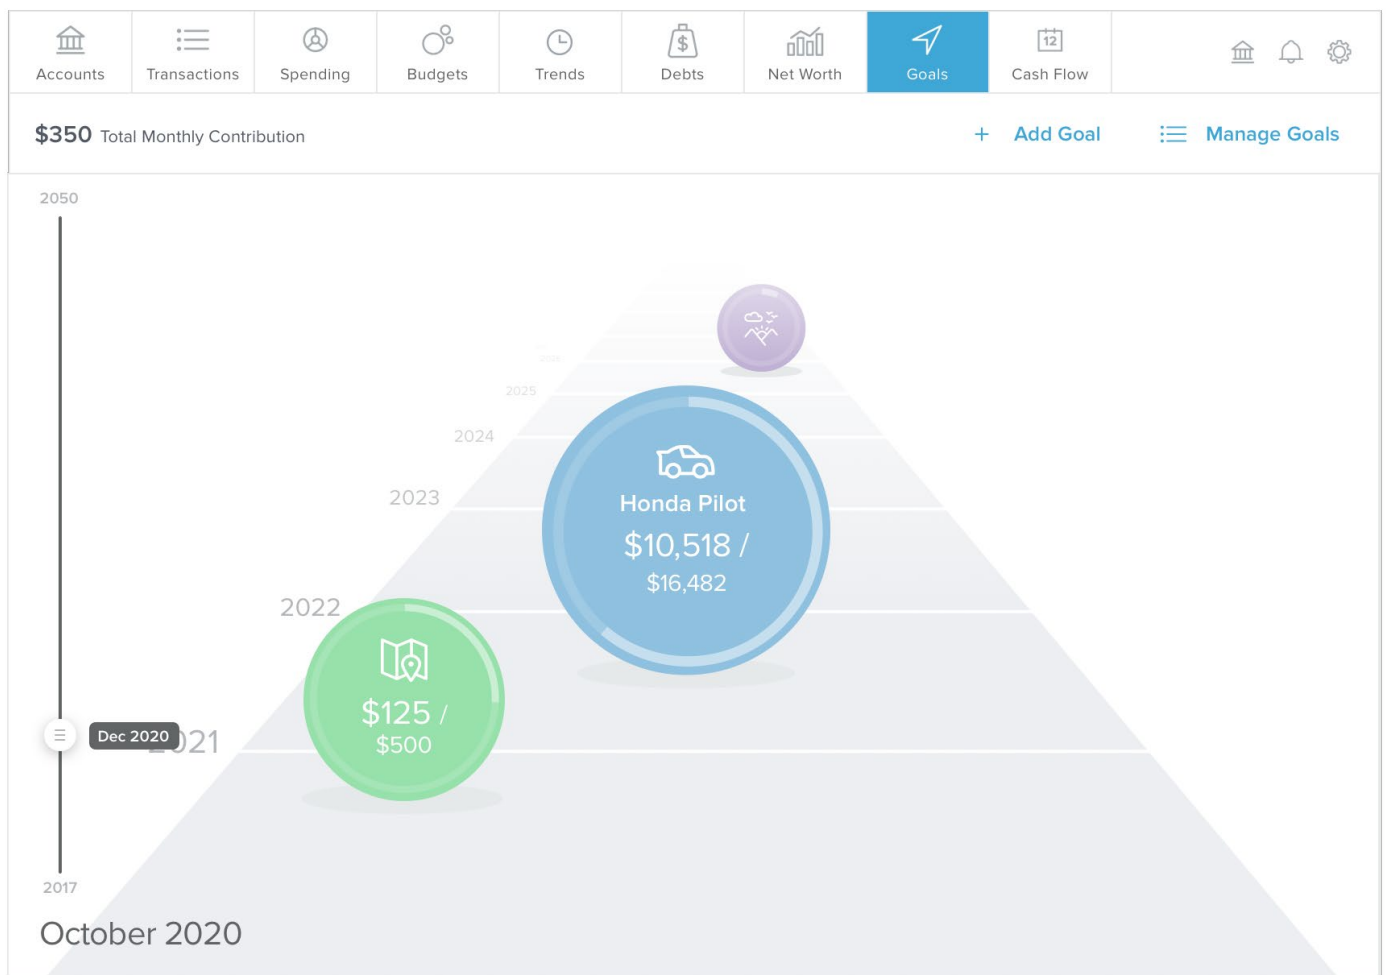 Accounts
Transactions
Spending
Budgets
Trends
Debts
Net Worth
Goals
12
Cash Flow
$350 Total Monthly Contribution
+ Add Goal
Manage Goals
2050
2025
2024
2023
Honda Pilot
$10,518 /
$16,482
2022
$125 /
$500
Dec 2020
2021
2017
October 2020